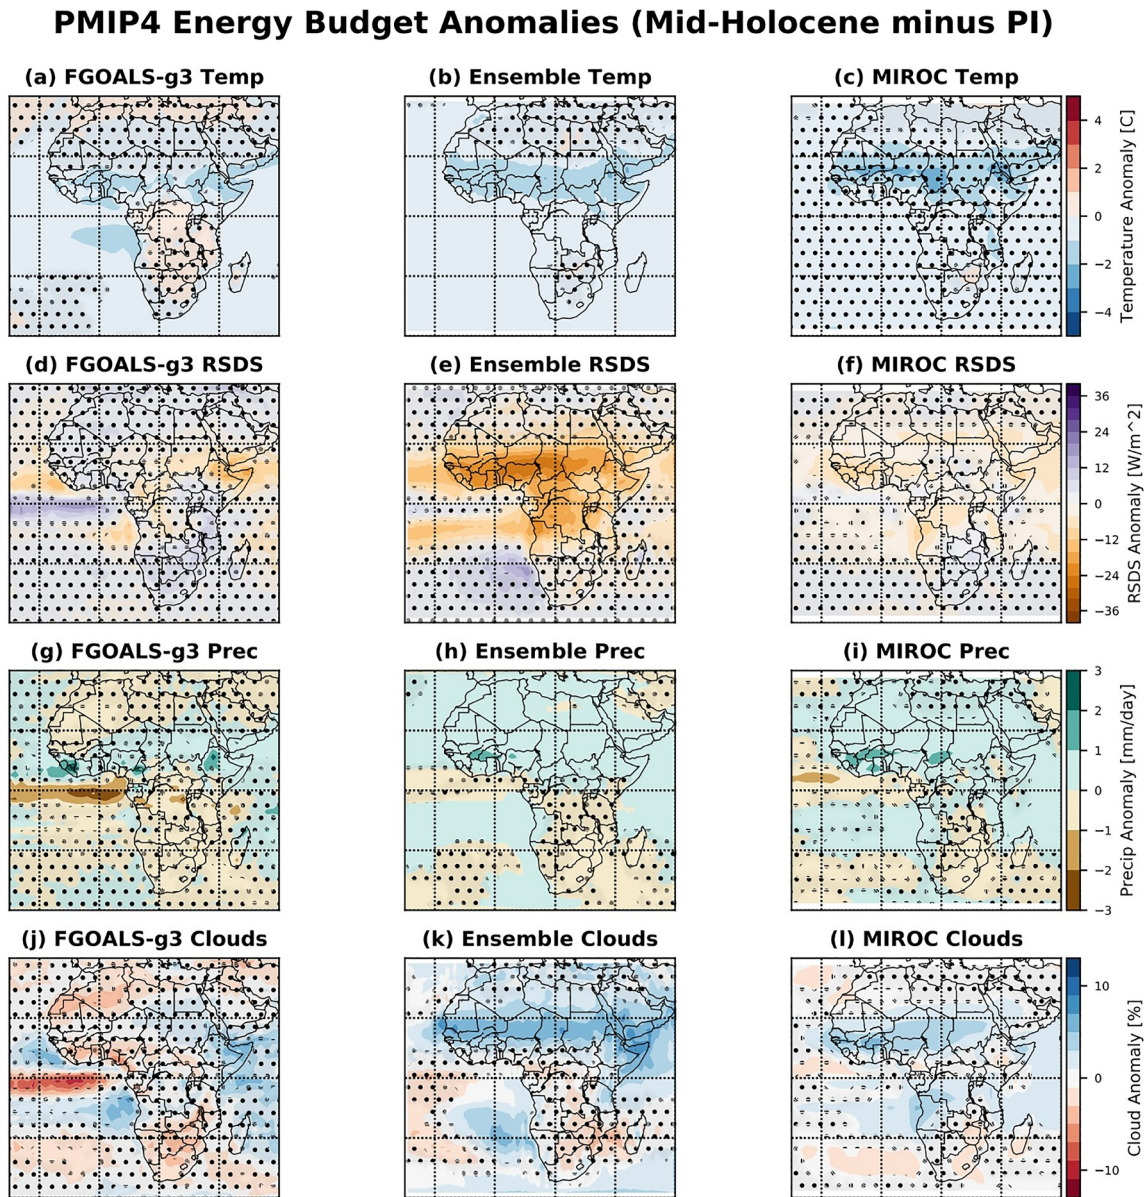 PMIP4 Energy Budget Anomalies (Mid-Holocene minus PI)
(a) FGOALS-g3 Temp
(b) Ensemble Temp
(c) MIROC Temp
4
2
0
−2
−4
Temperature Anomaly [C]
(d) FGOALS-g3 RSDS
(e) Ensemble RSDS
(f) MIROC RSDS
36
24
12
0
−12
−24
−36
RSDS Anomaly [W/m^2]
(g) FGOALS-g3 Prec
(h) Ensemble Prec
(i) MIROC Prec
3
2
1
0
−1
−2
−3
Precip Anomaly [mm/day]
(j) FGOALS-g3 Clouds
(k) Ensemble Clouds
(l) MIROC Clouds
10
0
−10
Cloud Anomaly [%]